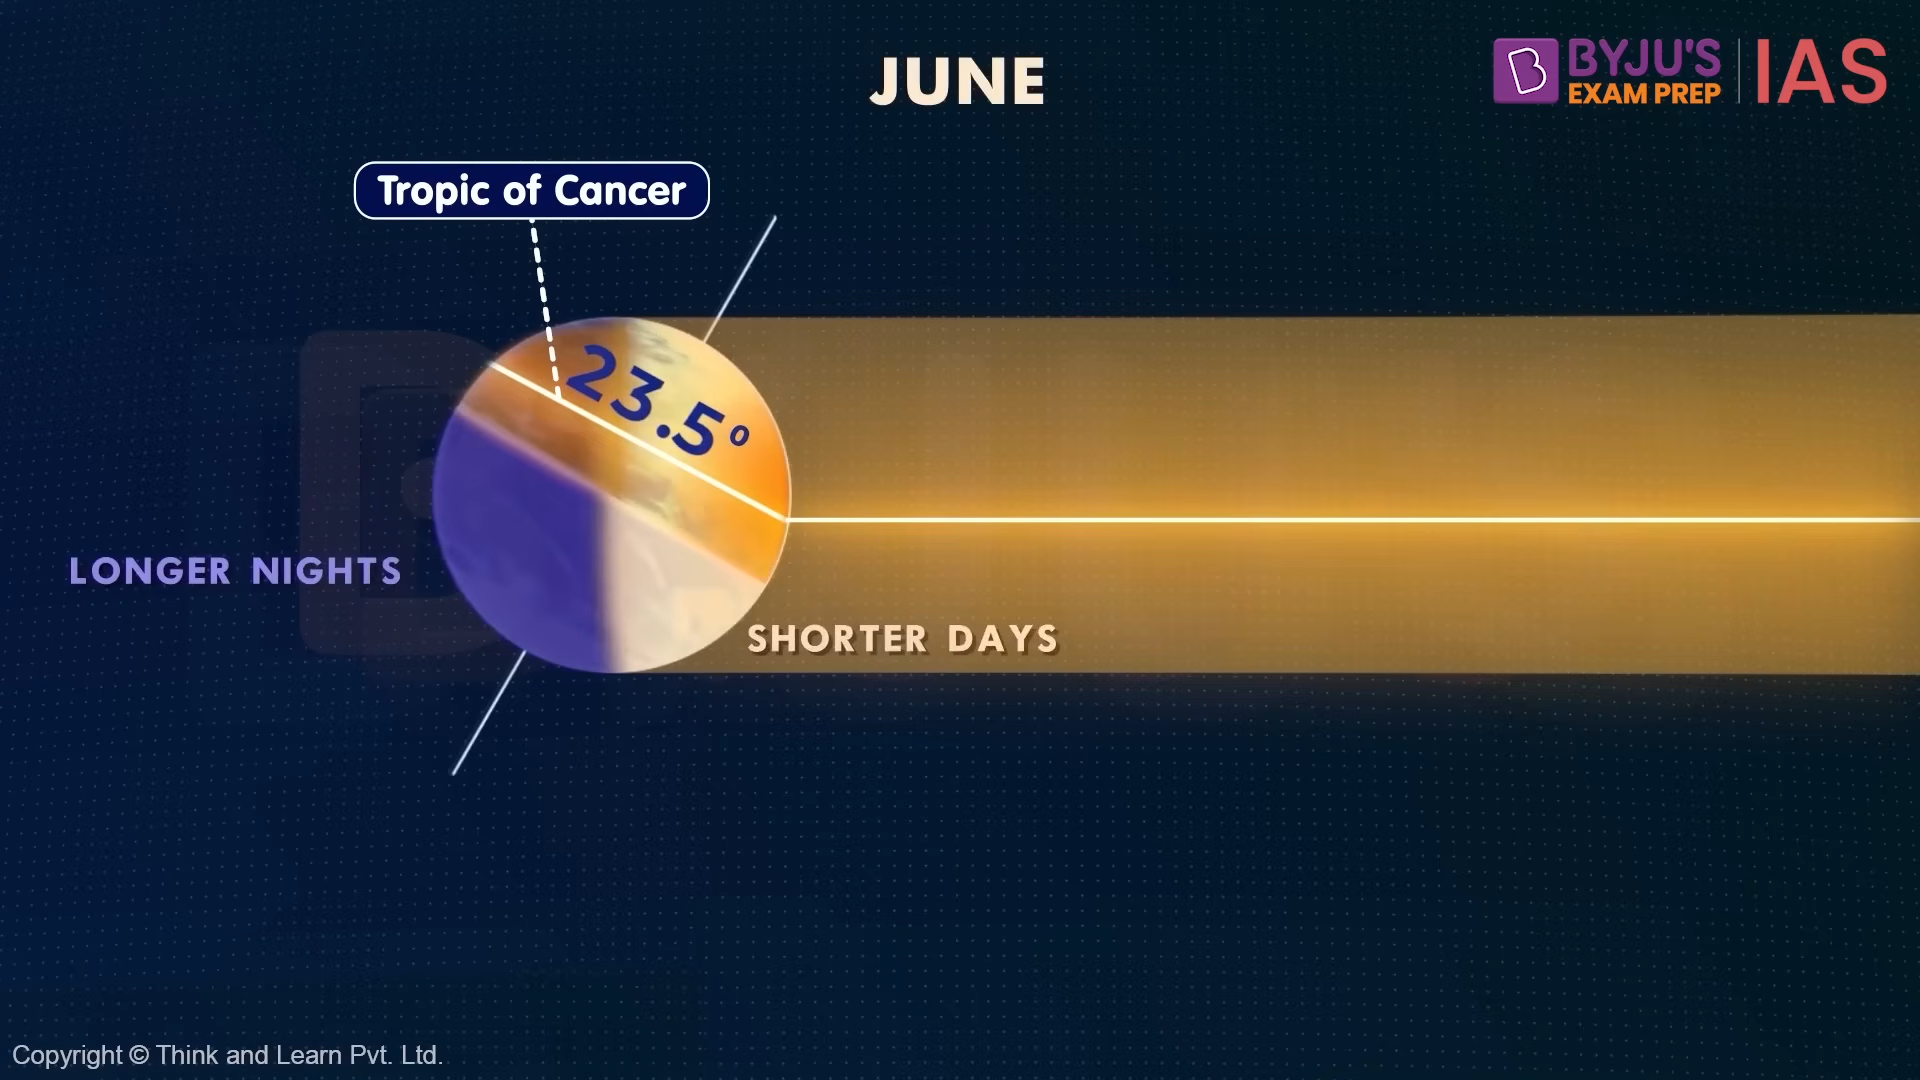 JUNE
BYJU'S
EXAM PREP
IAS
Tropic of Cancer
23.5°
LONGER NIGHTS
SHORTER DAYS
Copyright © Think and Learn Pvt. Ltd.